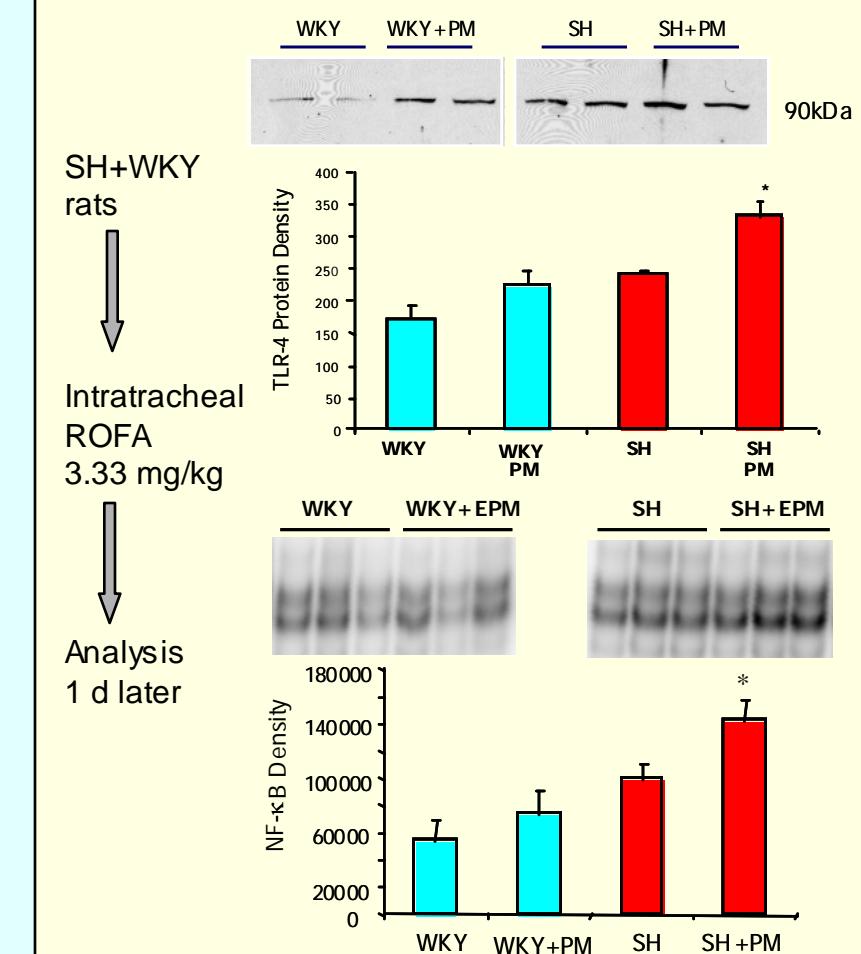 WKY WKY+PM SH SH+PM
90kDa
SH+WKY
rats
Intratracheal
ROFA
3.33 mg/kg
Analysis
1 d later
TLR-4 Protein Density
400
350
300
250
200
150
100
50
0
*
WKY WKY SH SH
PM PM
WKY WKY+EPM SH SH+EPM
NF-κB Density
180000
140000
100000
60000
20000
0
*
WKY WKY+PM SH SH+PM